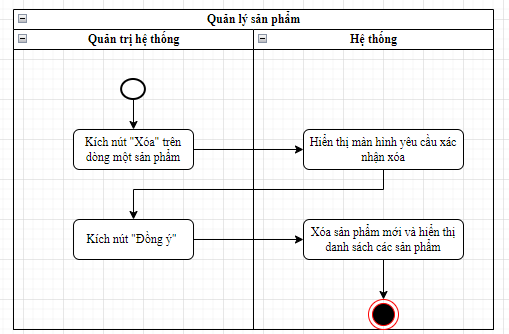 Quản lý sản phẩm
Quản trị hệ thống
Hệ thống
Kích nút "Xóa" trên
dòng một sản phẩm
Hiển thị màn hình yêu cầu xác
nhận xóa
Kích nút "Đồng ý"
Xóa sản phẩm mới và hiển thị
danh sách các sản phẩm